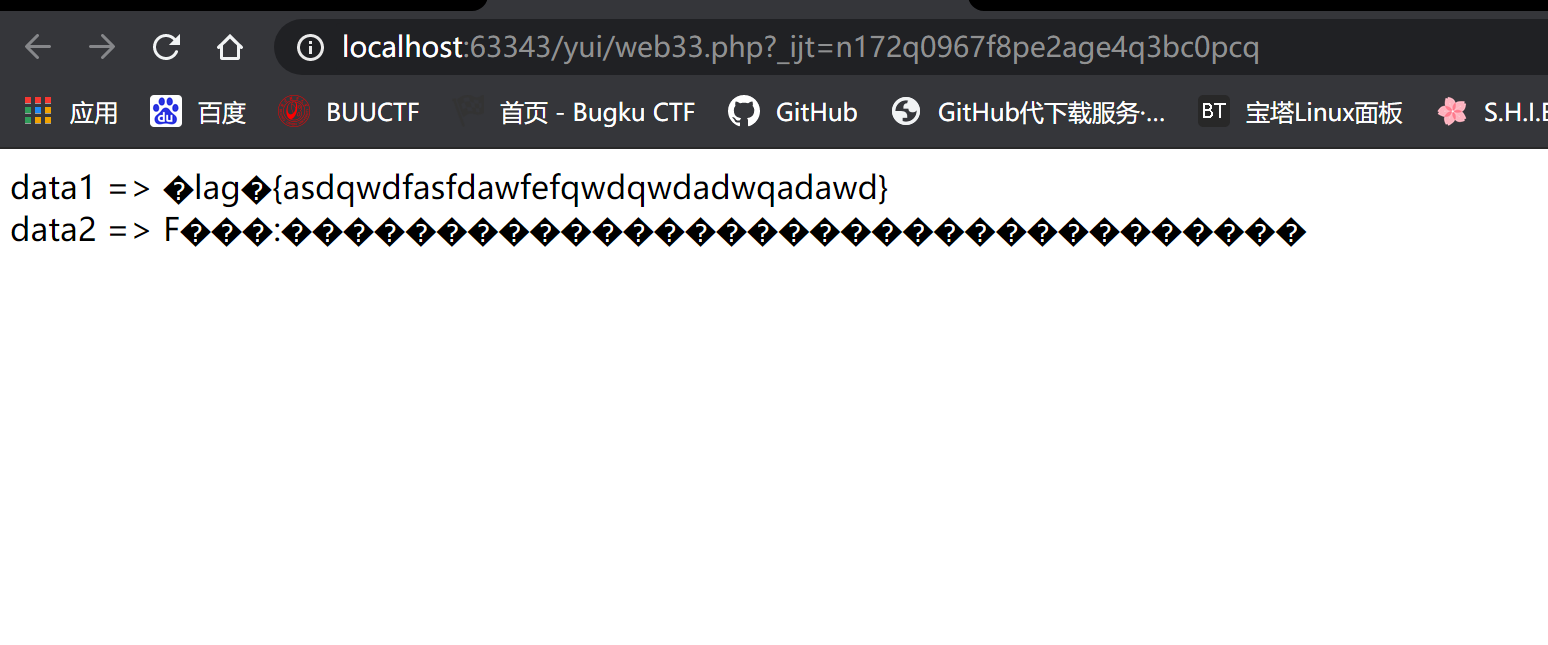 localhost:63343/yui/web33.php?_ijt=n172q0967f8pe2age4q3bc0pcq
应用 百度 BUUCTF 首页 - Bugku CTF GitHub GitHub代下载服务·... BT 宝塔Linux面板 S.H.I.E
data1 => �lag�{asdqwdfasfdawfefqwdqwdadwqadawd}
data2 => F���:���������������������������������